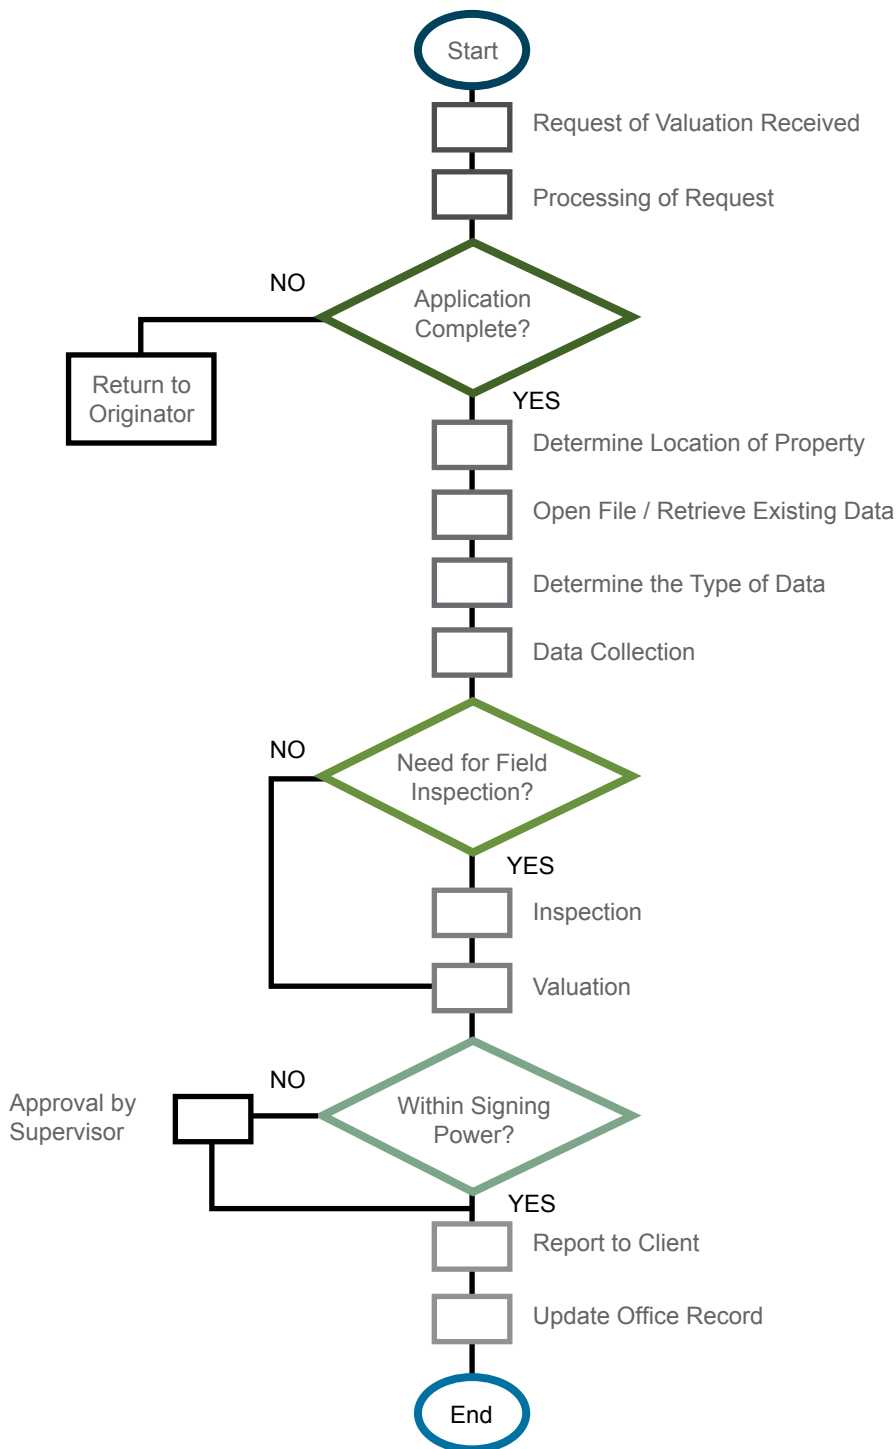 Start
Request of Valuation Received
Processing of Request
NO
Application
Complete?
Return to
Originator
YES
Determine Location of Property
Open File / Retrieve Existing Data
Determine the Type of Data
Data Collection
NO
Need for Field
Inspection?
YES
Inspection
Valuation
NO
Approval by
Supervisor
Within Signing
Power?
YES
Report to Client
Update Office Record
End